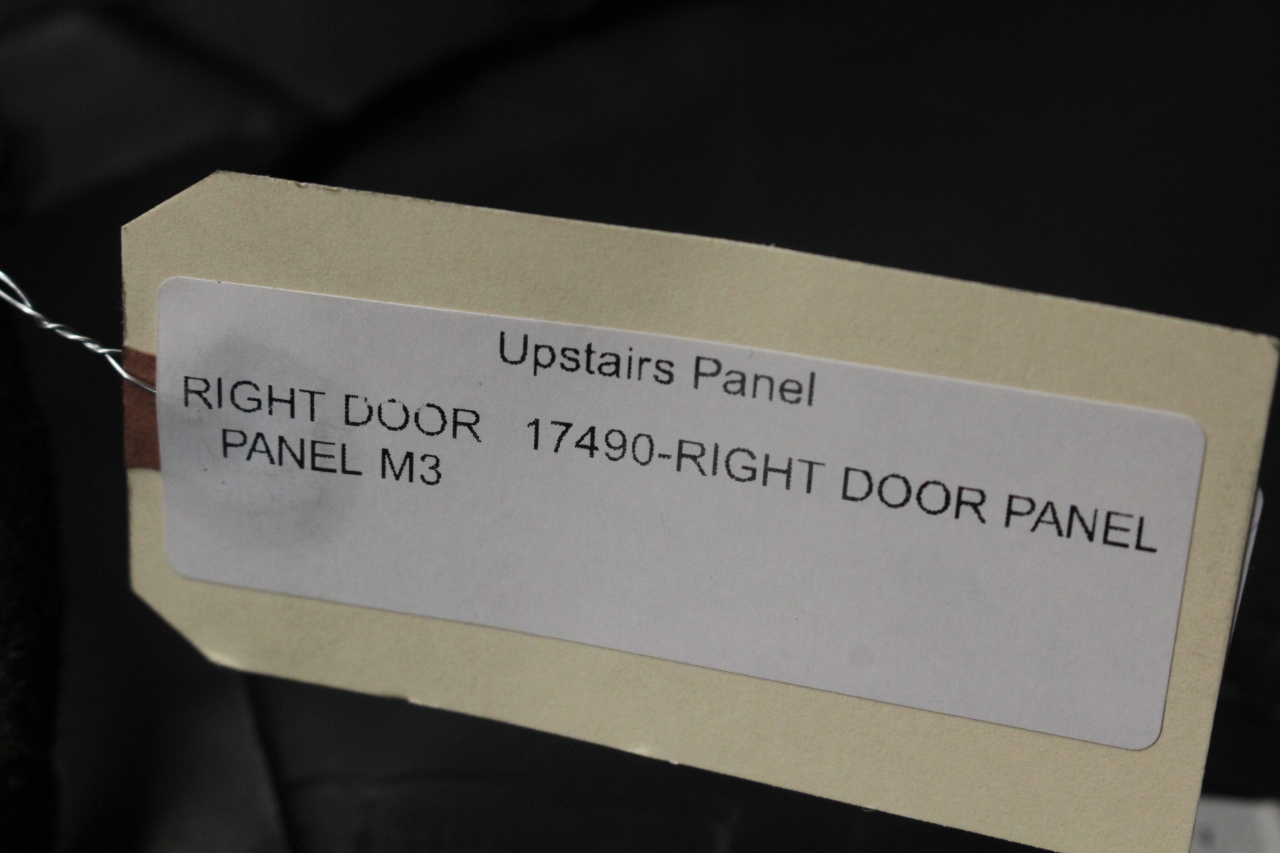 Upstairs Panel
RIGHT DOOR
PANEL M3
17490-RIGHT DOOR PANEL